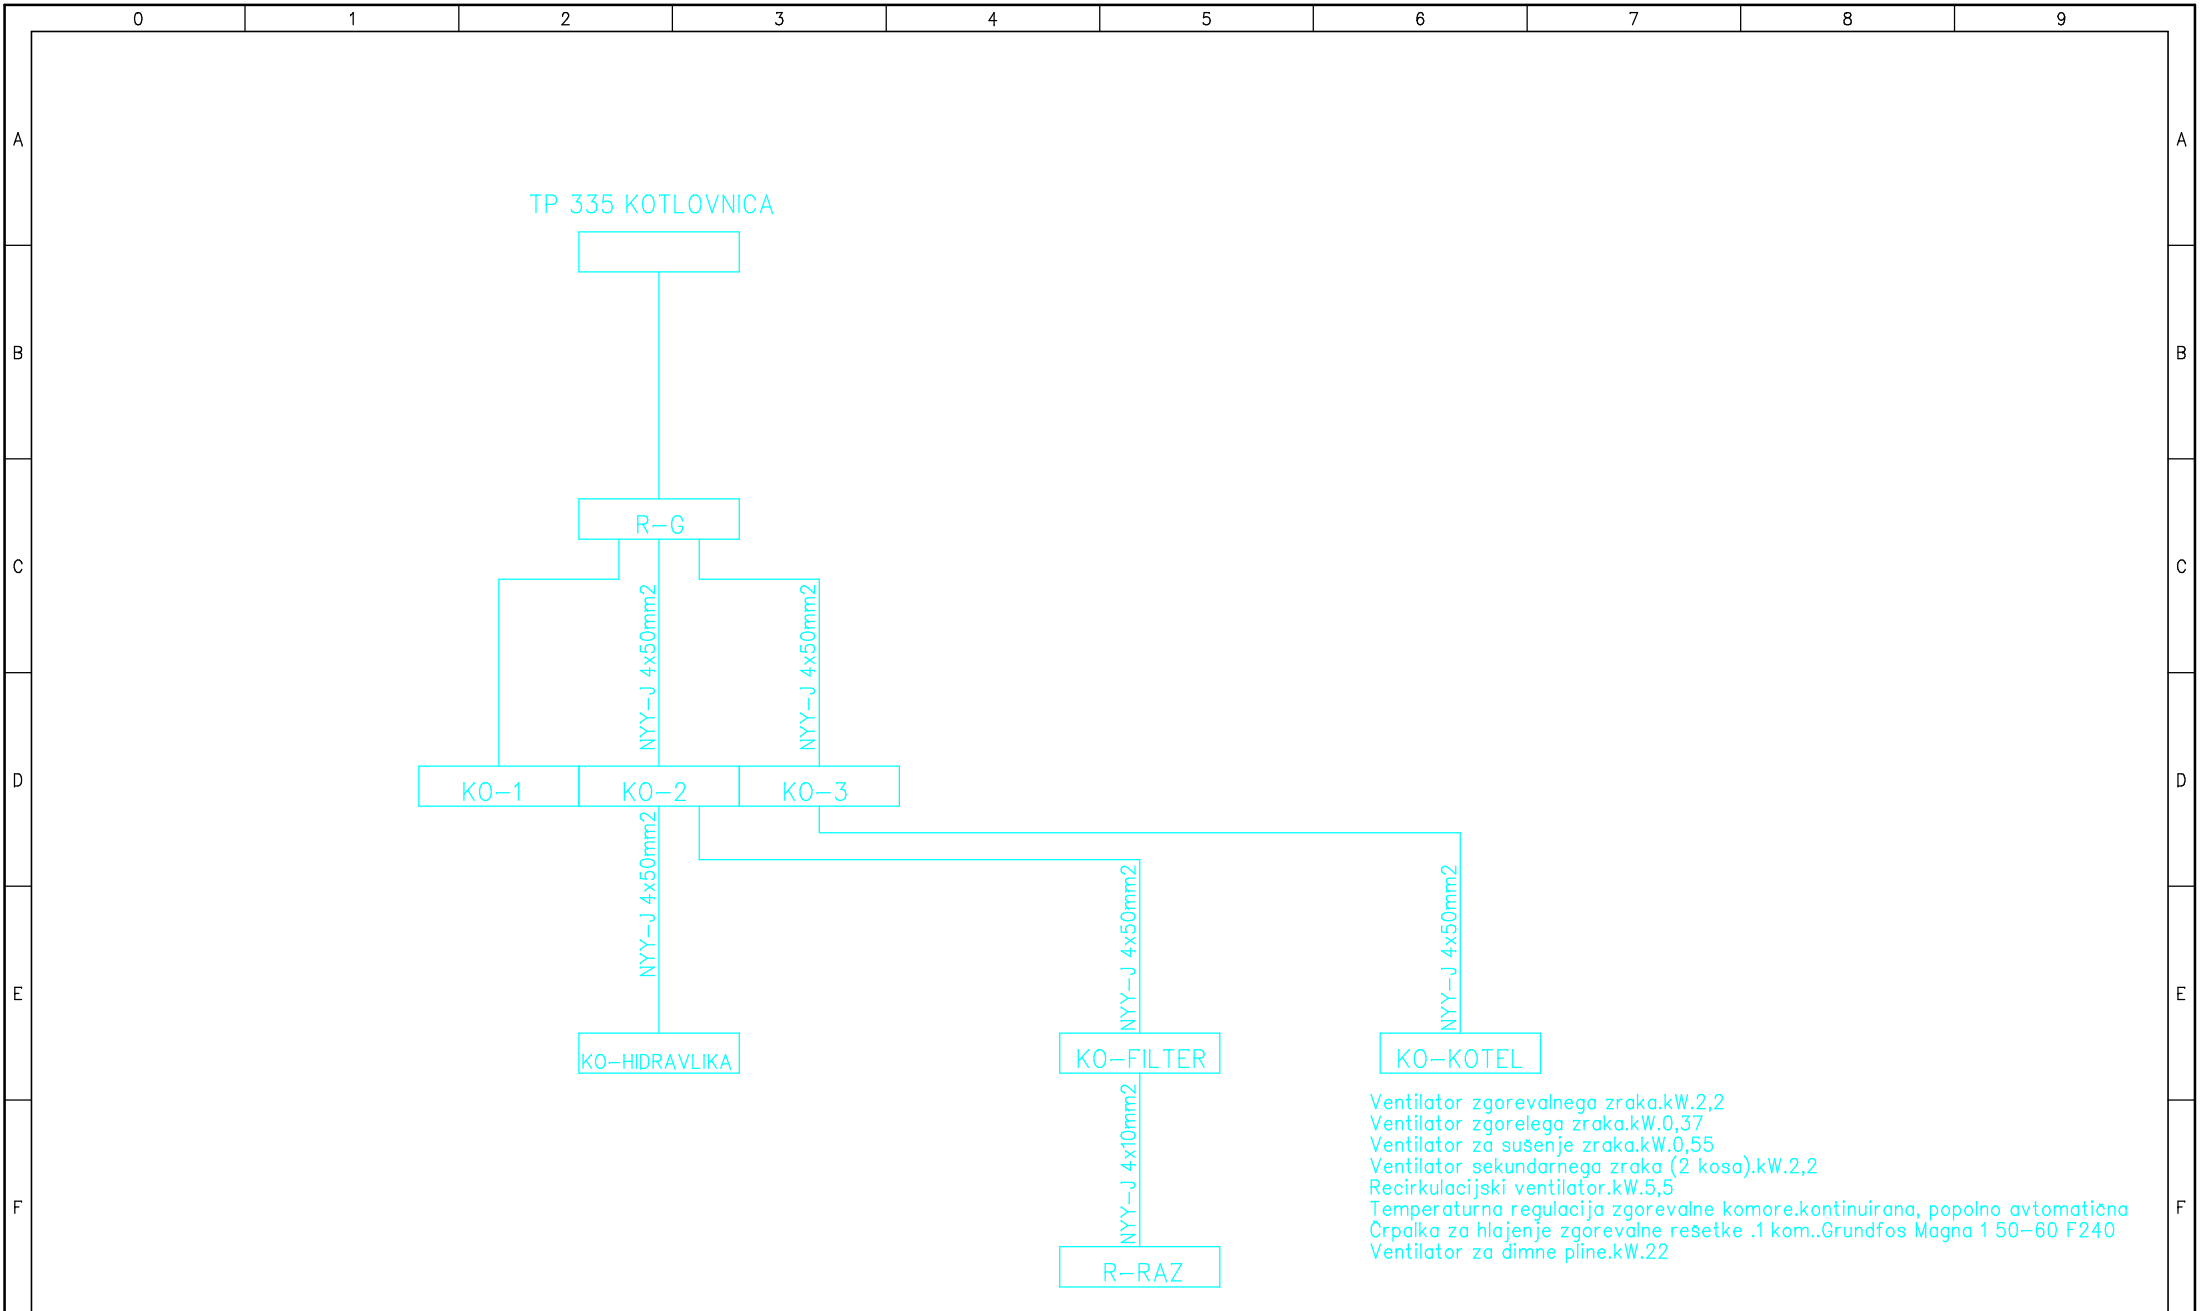 0 1 2 3 4 5 6 7 8 9
A A
TP 335 KOTLOVNICA
B B
R-G
C C
NYY-J 4x50mm2
NYY-J 4x50mm2
D D
KO-1 KO-2 KO-3
NYY-J 4x50mm2
NYY-J 4x50mm2
NYY-J 4x50mm2
E E
KO-HIDRAVLIKA
KO-FILTER
KO-KOTEL
NYY-J 4x10mm2
Ventilator zgorevalnega zraka.kW.2,2
Ventilator zgorelega zraka.kW.0,37
Ventilator za sušenje zraka.kW.0,55
Ventilator sekundarnega zraka (2 kosa).kW.2,2
Recirkulacijski ventilator.kW.5,5
Temperaturna regulacija zgorevalne komore.kontinuirana, popolno avtomatična
Črpalka za hlajenje zgorevalne rešetke .1 kom..Grundfos Magna 1 50-60 F240
Ventilator za dimne pline.kW.22
F F
R-RAZ